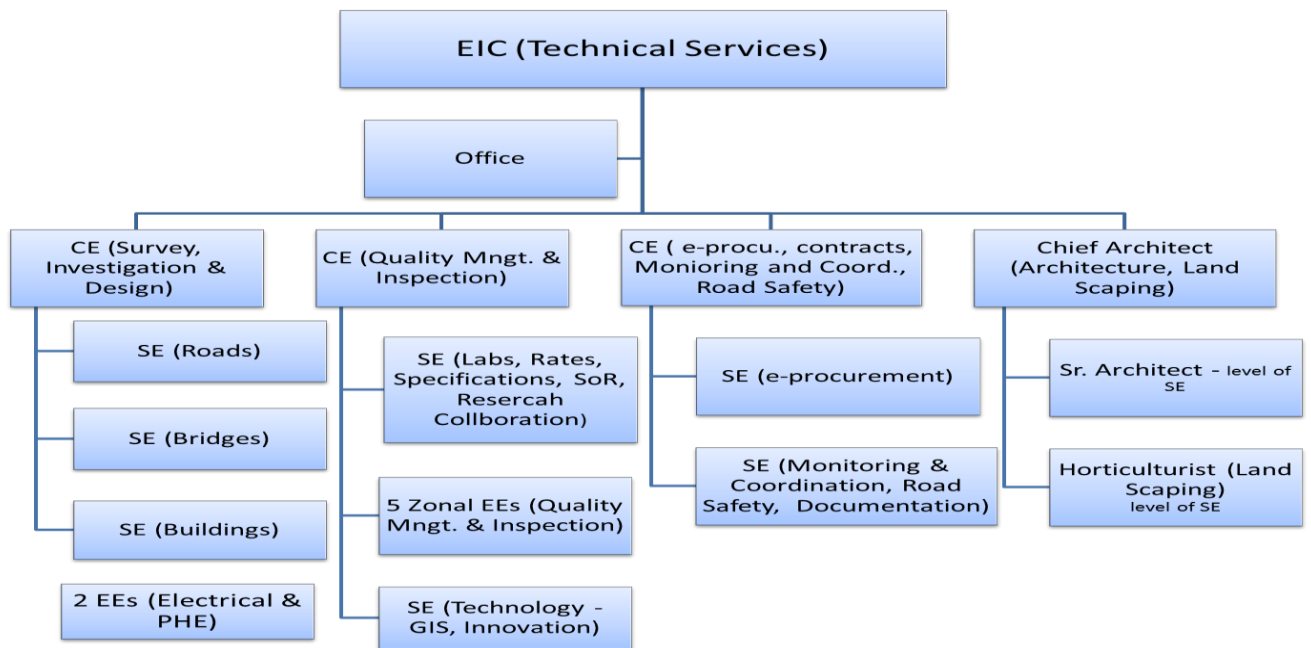 EIC (Technical Services)
Office
CE (Survey,
Investigation &
Design)
SE (Roads)
SE (Bridges)
SE (Buildings)
2 EEs (Electrical &
PHE)
CE (Quality Mngt. &
Inspection)
SE (Labs, Rates,
Specifications, SoR,
Resercah
Collboration)
5 Zonal EEs (Quality
Mngt. & Inspection)
SE (Technology -
GIS, Innovation)
CE ( e-procu., contracts,
Monioring and Coord.,
Road Safety)
SE (e-procurement)
SE (Monitoring &
Coordination, Road
Safety, Documentation)
Chief Architect
(Architecture, Land
Scaping)
Sr. Architect – level of
SE
Horticulturist (Land
Scaping)
level of SE